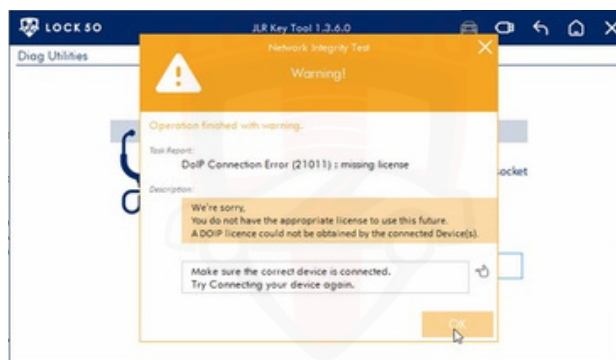 LOCK50
JLR Key Tool 1.3.6.0
Diag Utilities
Network Integrity Test
Warning!
Operation finished with warning.
Task Report:
DoIP Connection Error (21011) : missing license
Description:
We're sorry,
You do not have the appropriate license to use this future.
A DOIP licence could not be obtained by the connected Device(s).
ocket
Make sure the correct device is connected.
Try Connecting your device again.
OK